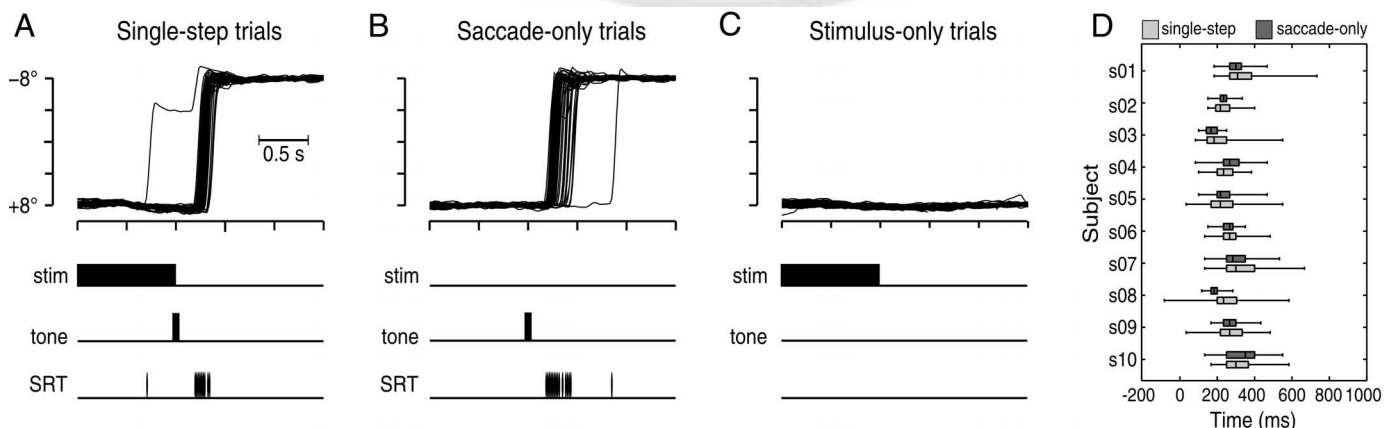 A Single-step trials
−8°
+8°
0.5 s
stim
tone
SRT
B Saccade-only trials
stim
tone
SRT
C Stimulus-only trials
stim
tone
D single-step saccade-only
Subject
s01
s02
s03
s04
s05
s06
s07
s08
s09
s10
-200 0 200 400 600 800 1000
Time (ms)